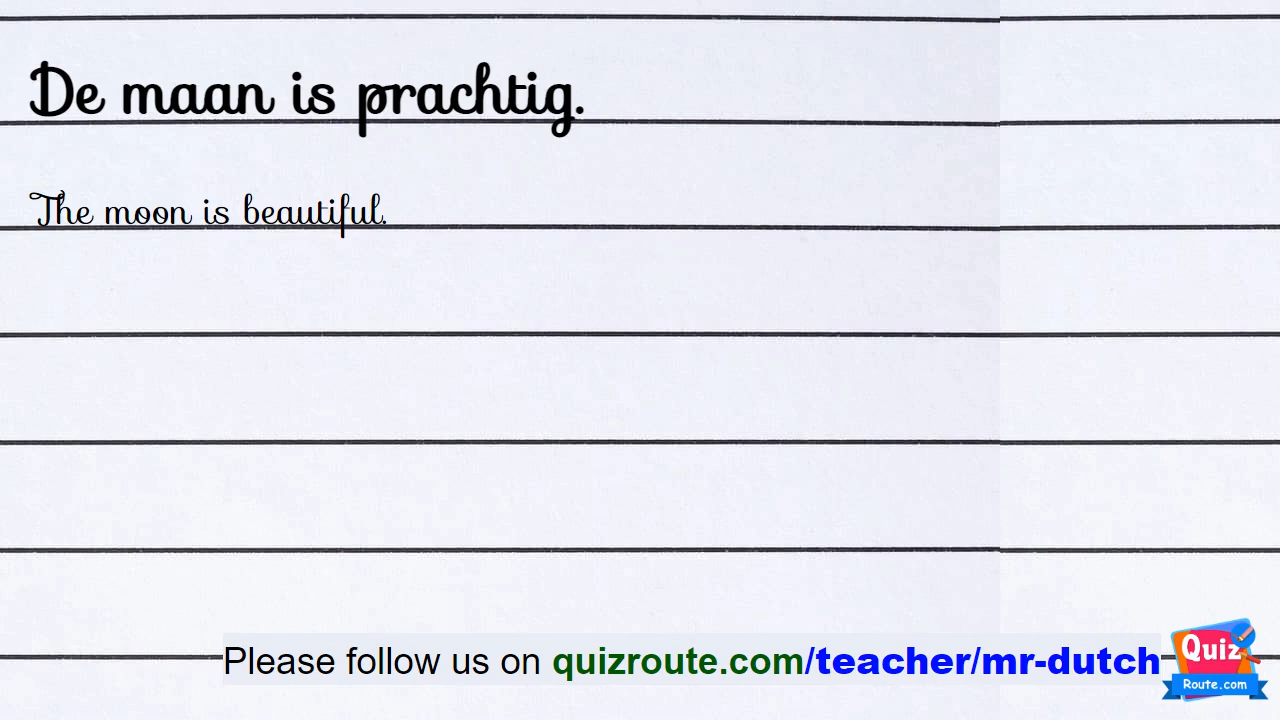 De maan is prachtig.
The moon is beautiful.
Please follow us on quizroute.com/teacher/mr-dutch
Quiz
Route.com